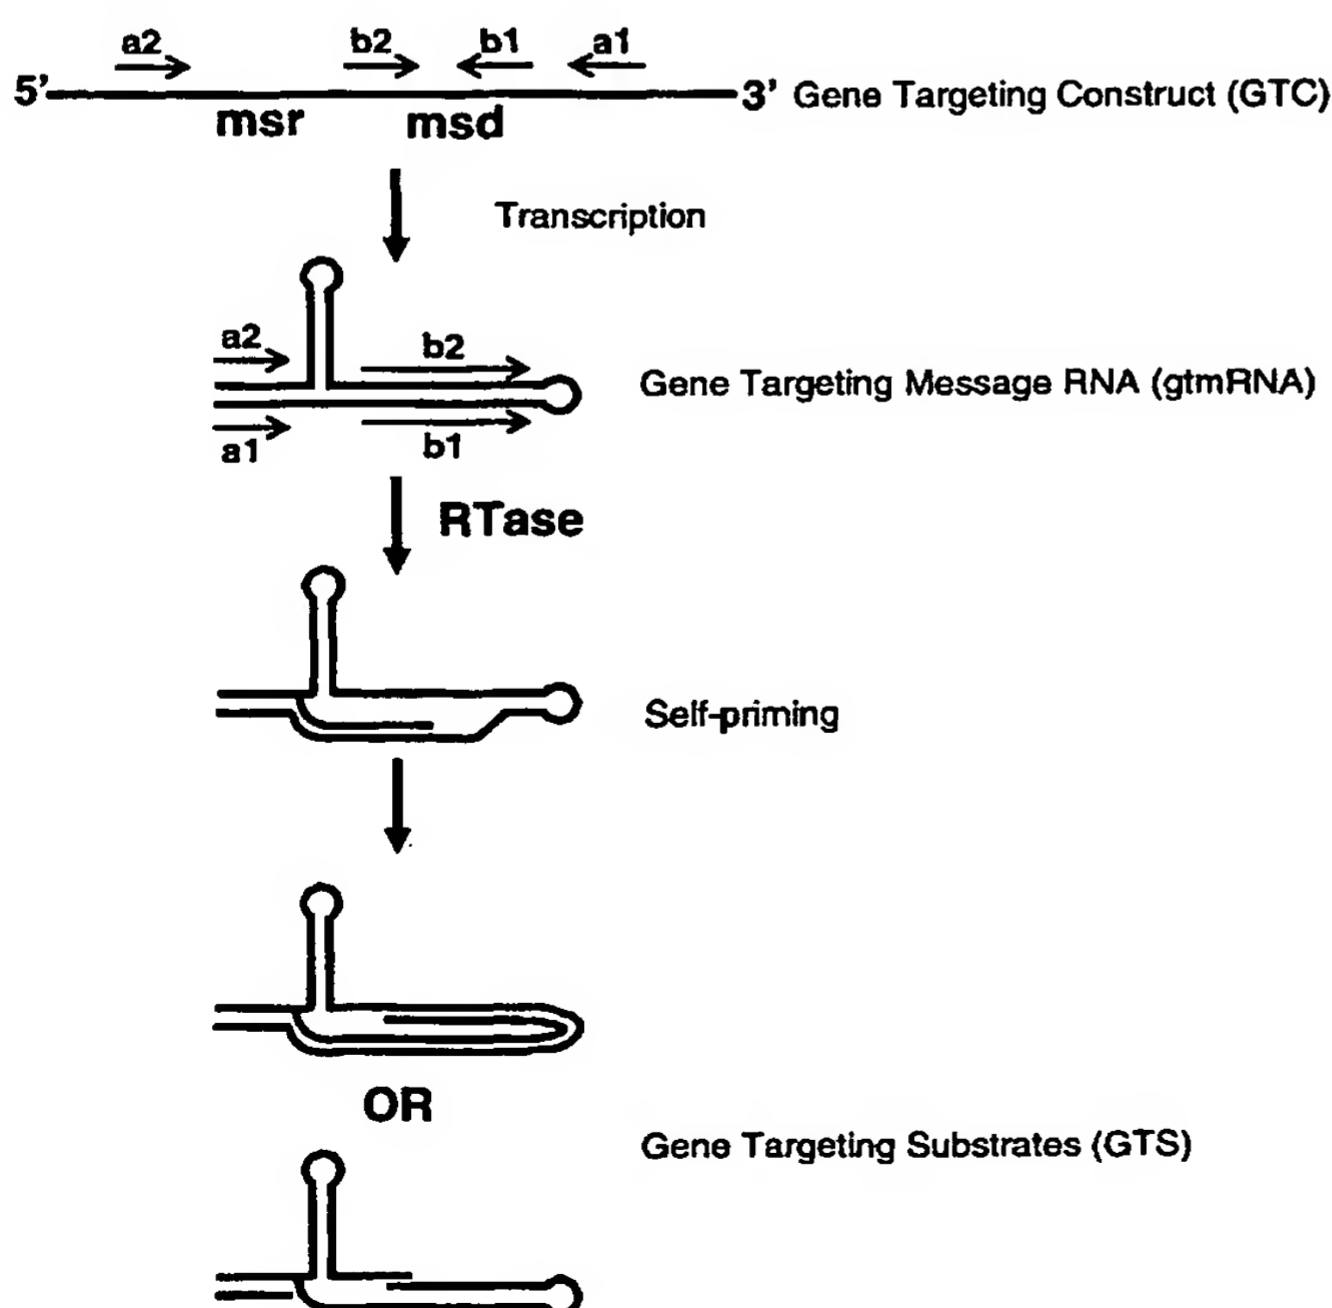 a2 b2 b1 a1
5' 3' Gene Targeting Construct (GTC)
msr msd
Transcription
a2 b2
Gene Targeting Message RNA (gtmRNA)
a1 b1
RTase
Self-priming
OR
Gene Targeting Substrates (GTS)